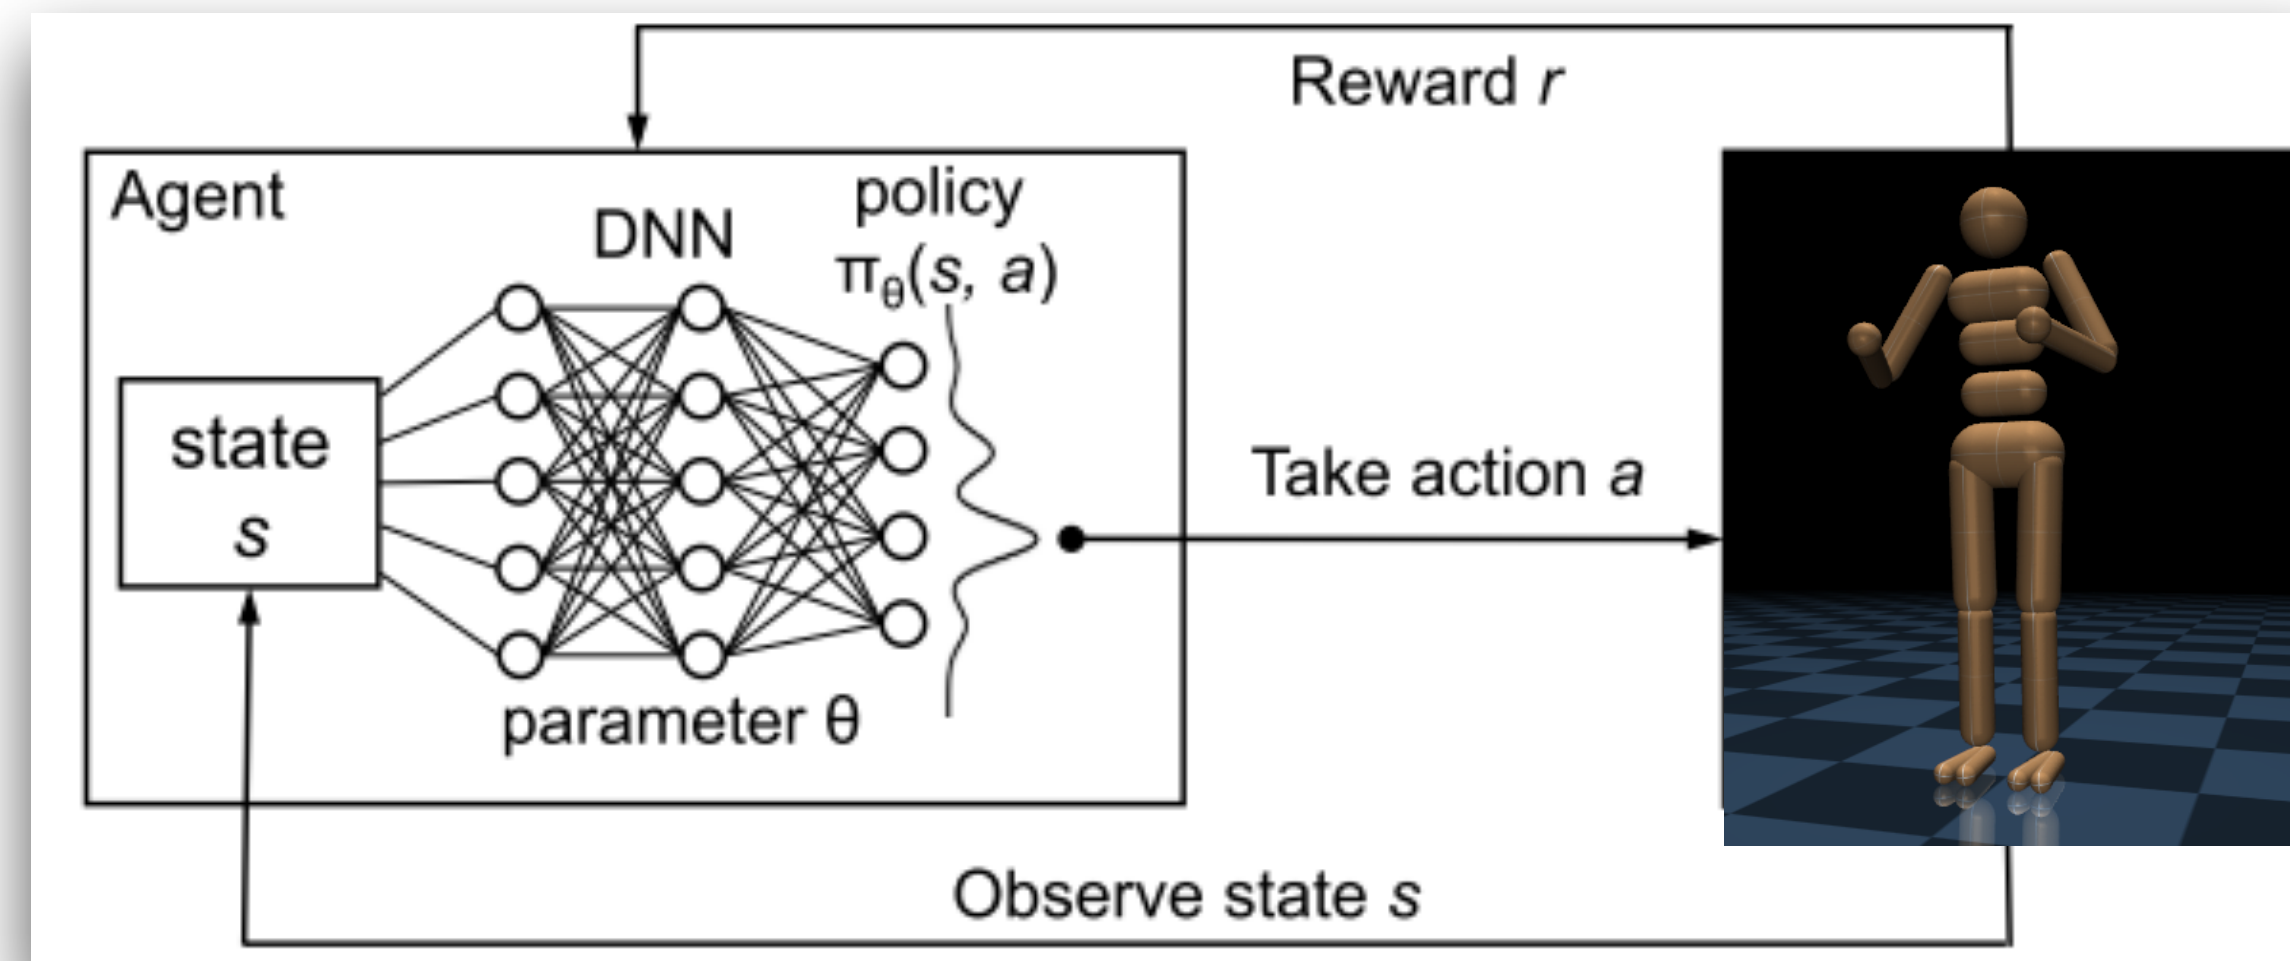 Reward r
Agent
policy
DNN
πθ(s, a)
state
s
Take action a
parameter θ
Observe state s